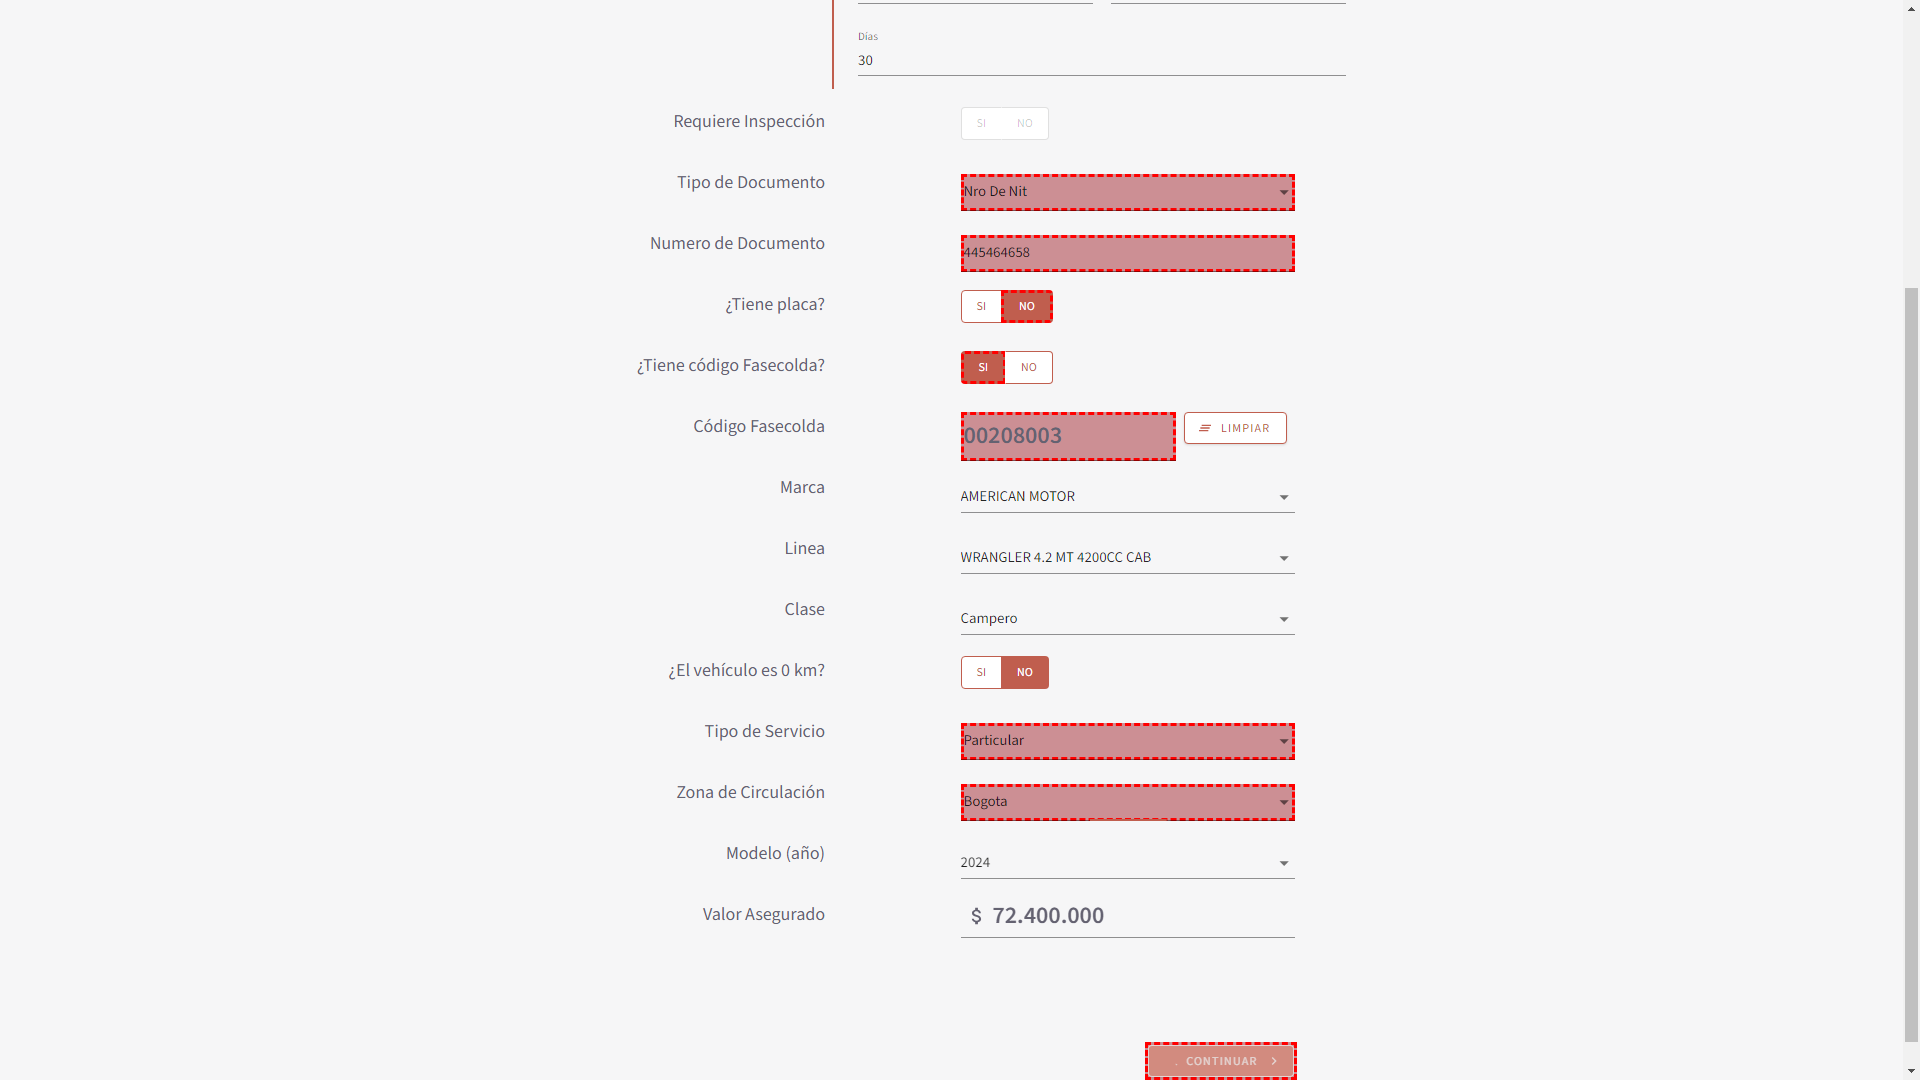 Días
30
Requiere Inspección
SI NO
Tipo de Documento
Nro De Nit
Numero de Documento
445464658
¿Tiene placa?
SI NO
¿Tiene código Fasecolda?
SI NO
Código Fasecolda
00208003
LIMPIAR
Marca
AMERICAN MOTOR
Linea
WRANGLER 4.2 MT 4200CC CAB
Clase
Campero
¿El vehículo es 0 km?
SI NO
Tipo de Servicio
Particular
Zona de Circulación
Bogota
Modelo (año)
2024
Valor Asegurado
$ 72.400.000
CONTINUAR